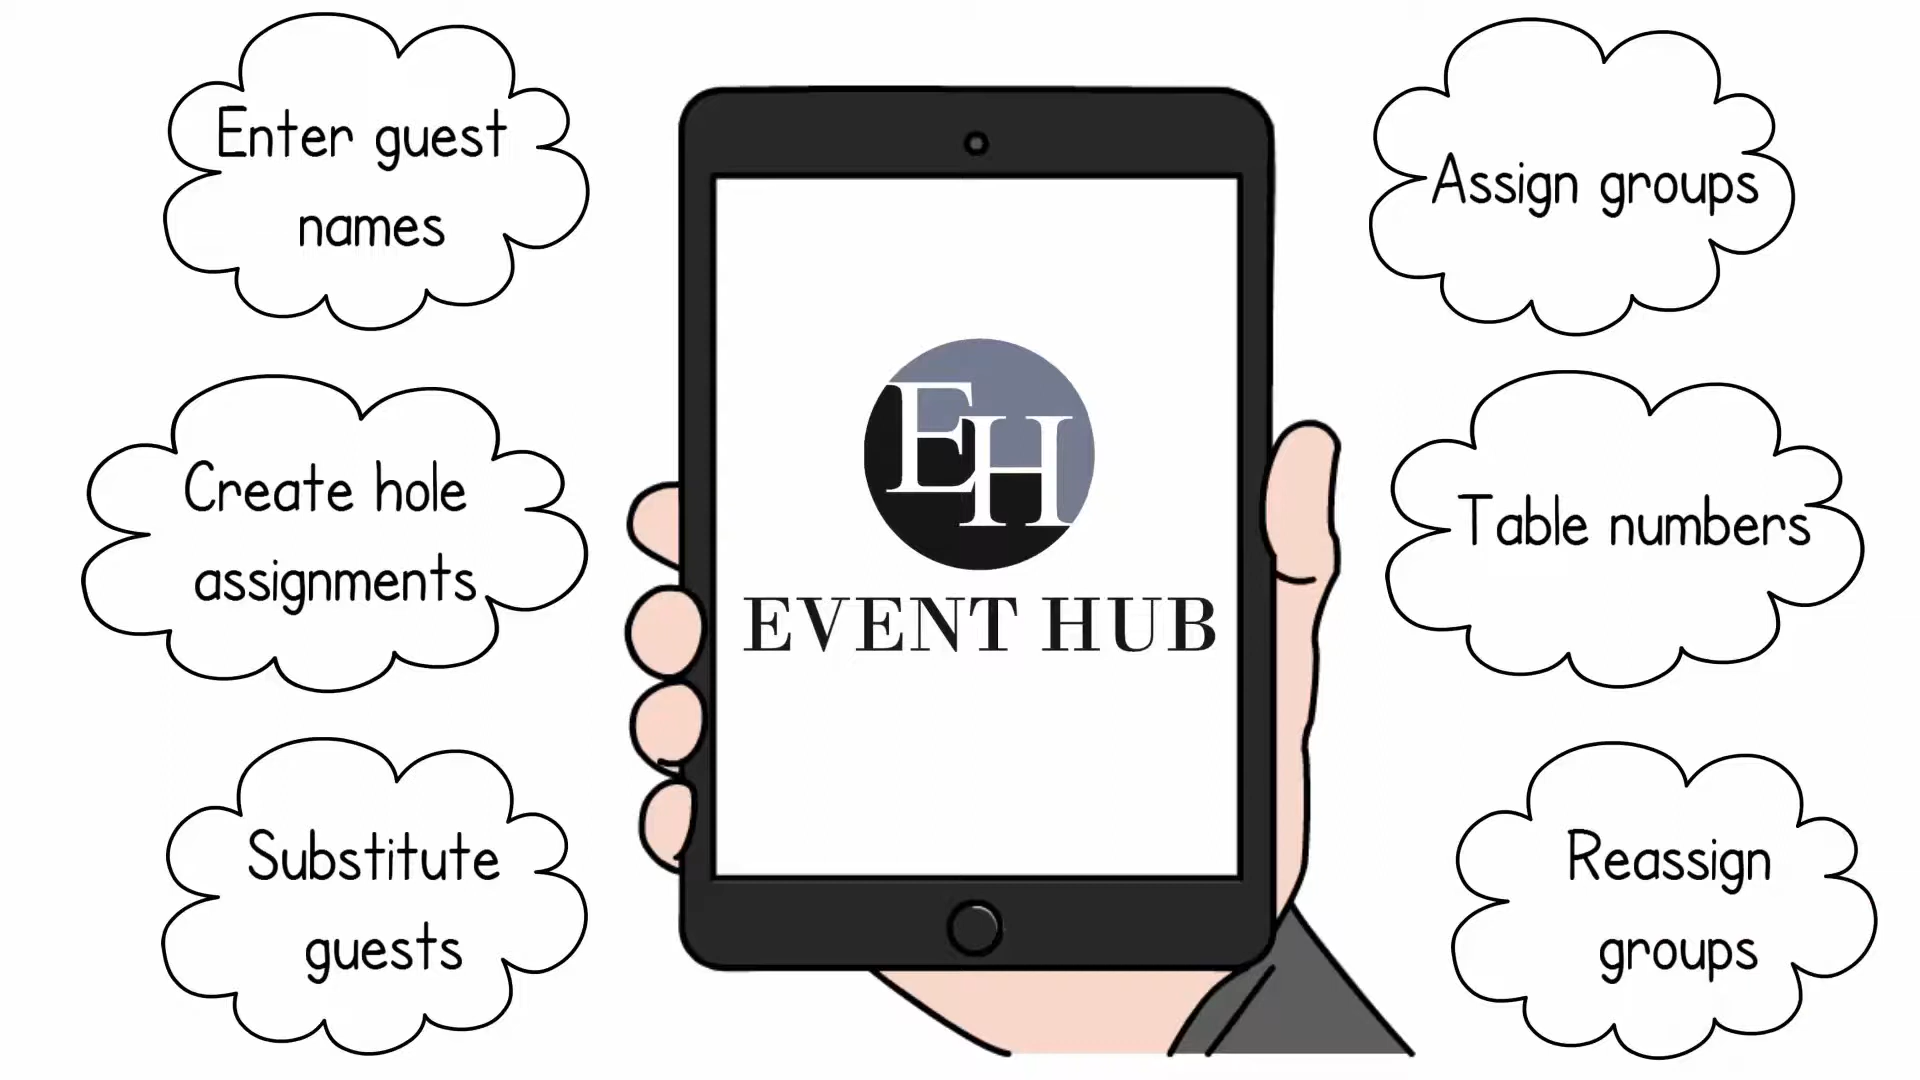 Enter guest
names
Create hole
assignments
Substitute
guests
EH
EVENT HUB
Assign groups
Table numbers
Reassign
groups